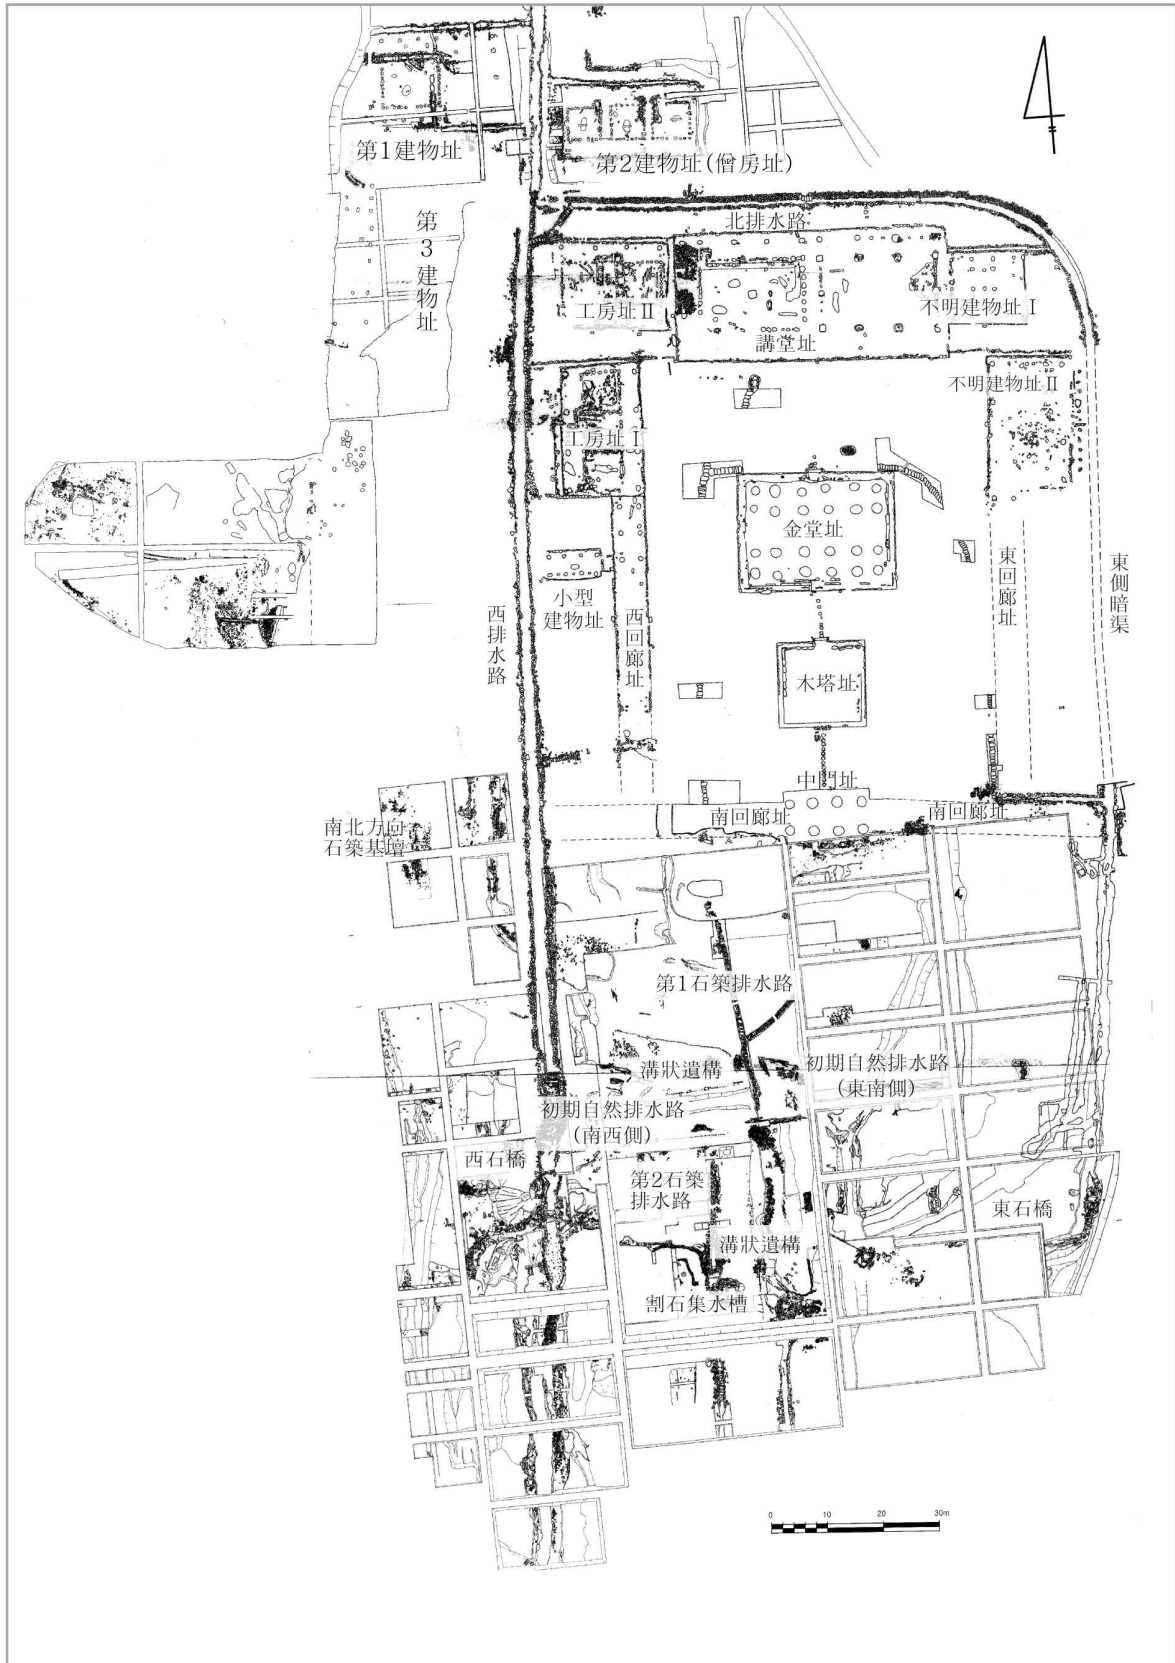 第1建物址
第2建物址(僧房址)
第3建物址
北排水路
工房址Ⅱ
講堂址
不明建物址Ⅰ
不明建物址Ⅱ
工房址Ⅰ
金堂址
小型
建物址
西排水路
西回廊址
東回廊址
東側暗渠
木塔址
中門址
南回廊址
南回廊址
南北方向
石築基壇
第1石築排水路
溝狀遺構
初期自然排水路
(東南側)
初期自然排水路
(南西側)
西石橋
第2石築
排水路
東石橋
溝狀遺構
割石集水槽
0
10
20
30m